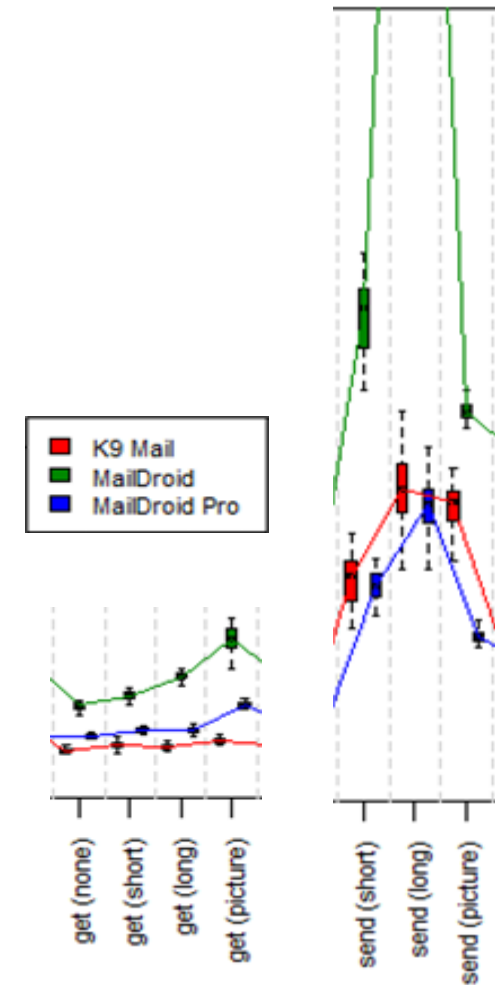 K9 Mail
MailDroid
MailDroid Pro
get (none)
get (short)
get (long)
get (picture)
send (short)
send (long)
send (picture)